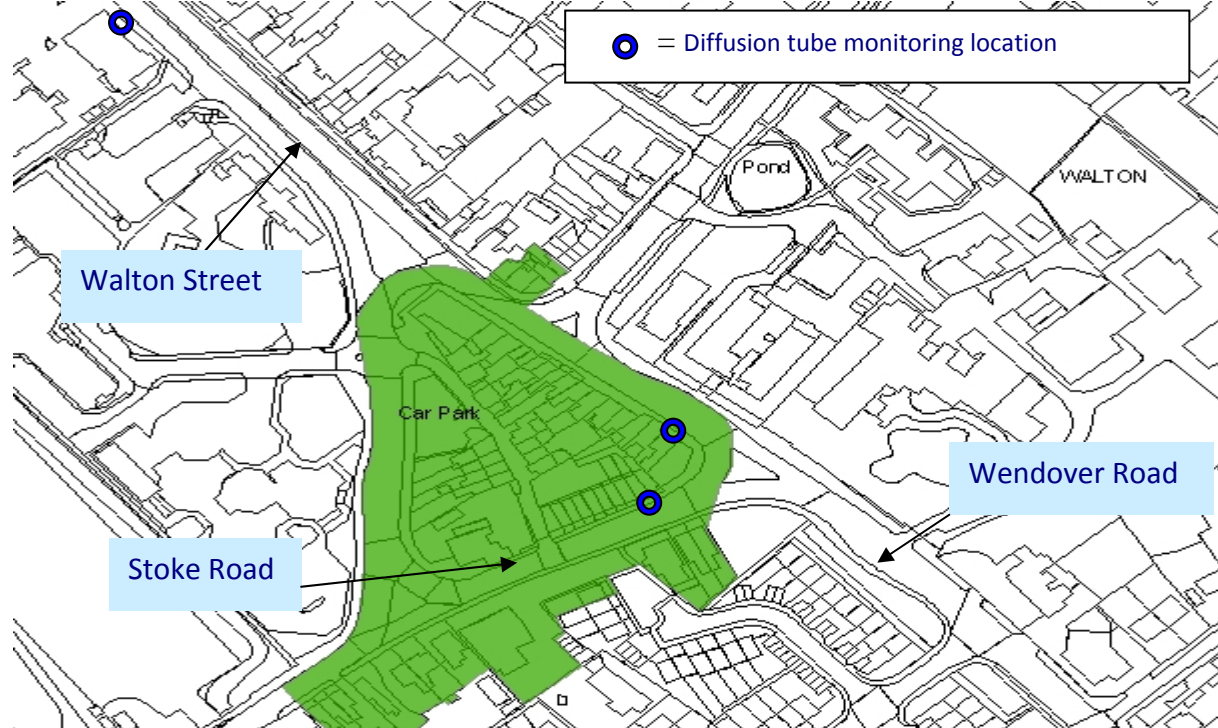 = Diffusion tube monitoring location
Pond
WALTON
Walton Street
Car Park
Wendover Road
Stoke Road